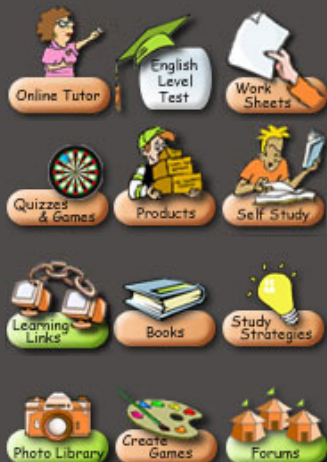 Online Tutor
English
Level
Test
Work
Sheets
Quizzes
& Games
Products
Self Study
Learning
Links
Books
Study
Strategies
Photo Library
Create
Games
Forums